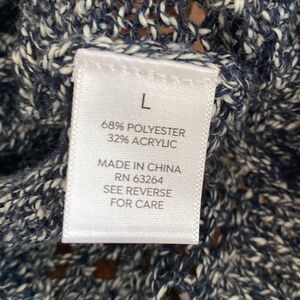 L
68% POLYESTER
32% ACRYLIC
MADE IN CHINA
RN 63264
SEE REVERSE
FOR CARE